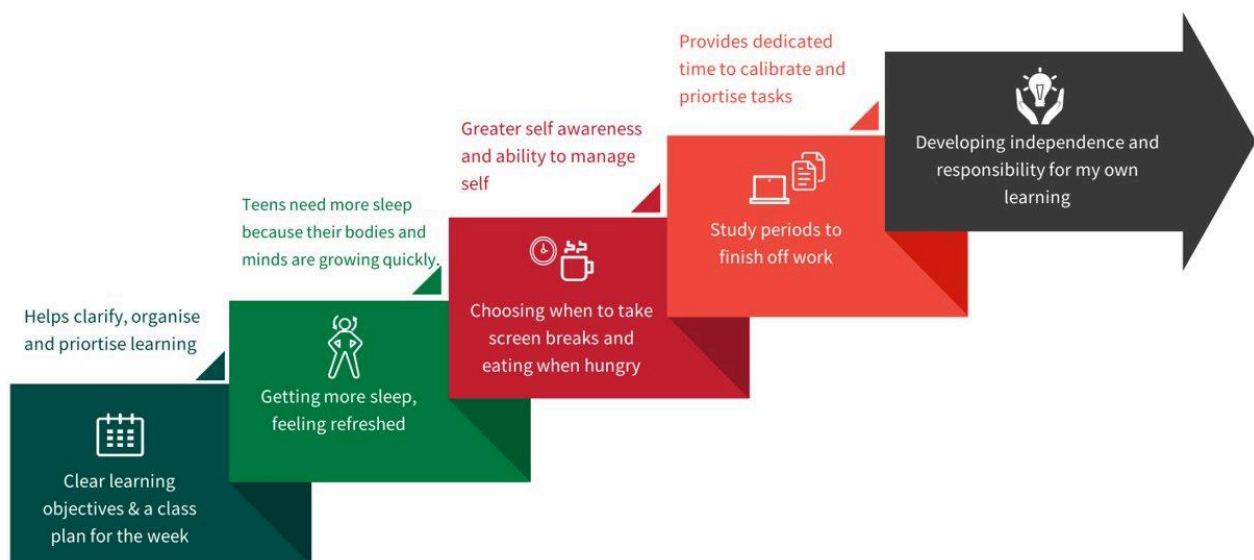 Helps clarify, organise
and priortise learning
Clear learning
objectives & a class
plan for the week
Teens need more sleep
because their bodies and
minds are growing quickly.
Getting more sleep,
feeling refreshed
Greater self awareness
and ability to manage
self
Choosing when to take
screen breaks and
eating when hungry
Provides dedicated
time to calibrate and
priortise tasks
Study periods to
finish off work
Developing independence and
responsibility for my own
learning